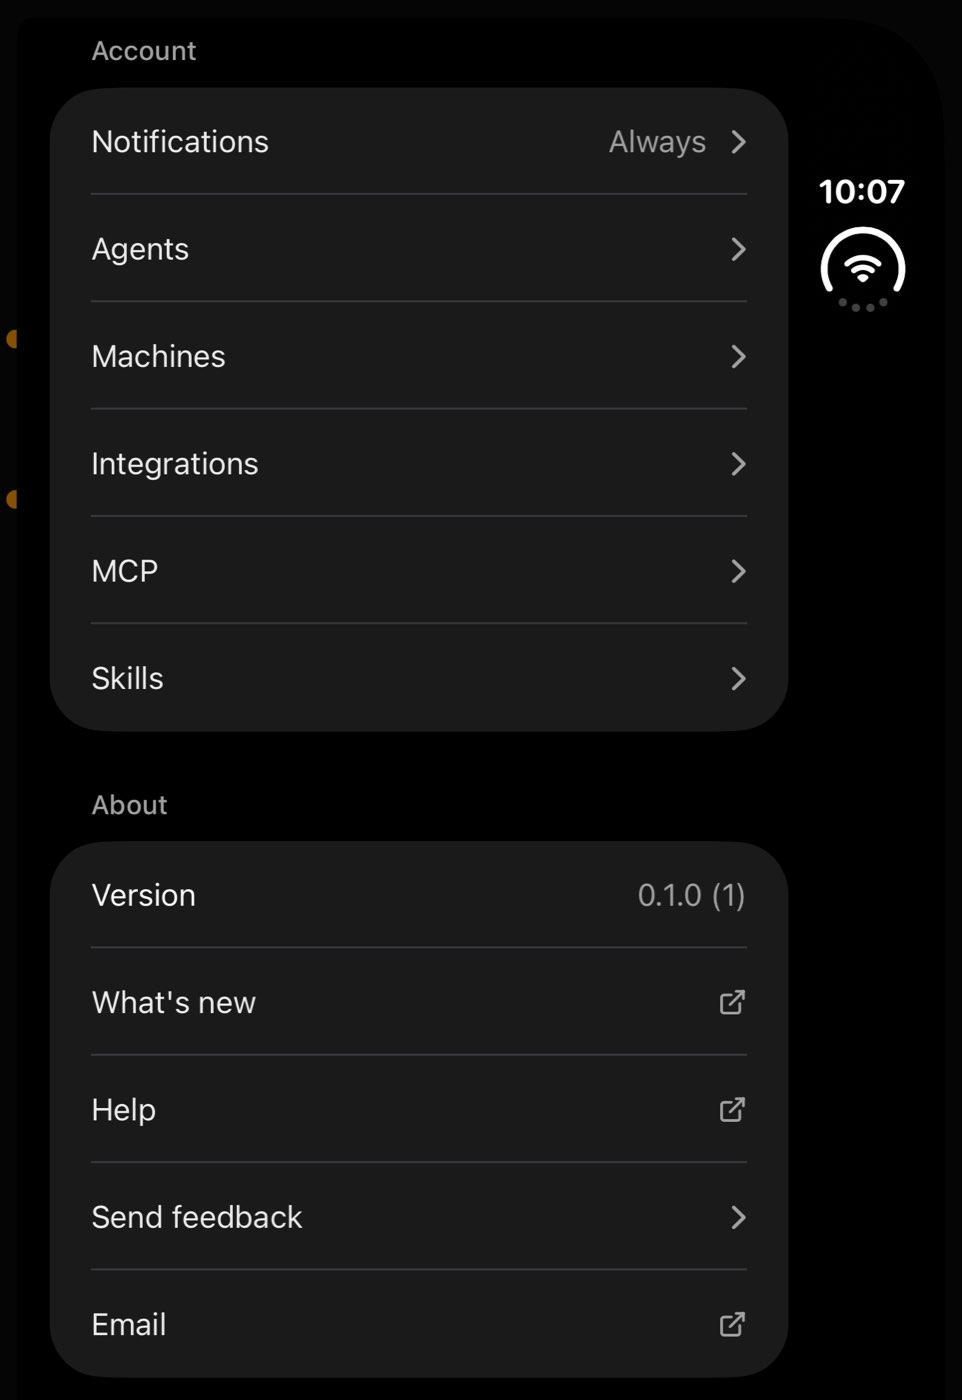 Account
Notifications Always
10:07
Agents
Machines
Integrations
MCP
Skills
About
Version 0.1.0 (1)
What's new
Help
Send feedback
Email